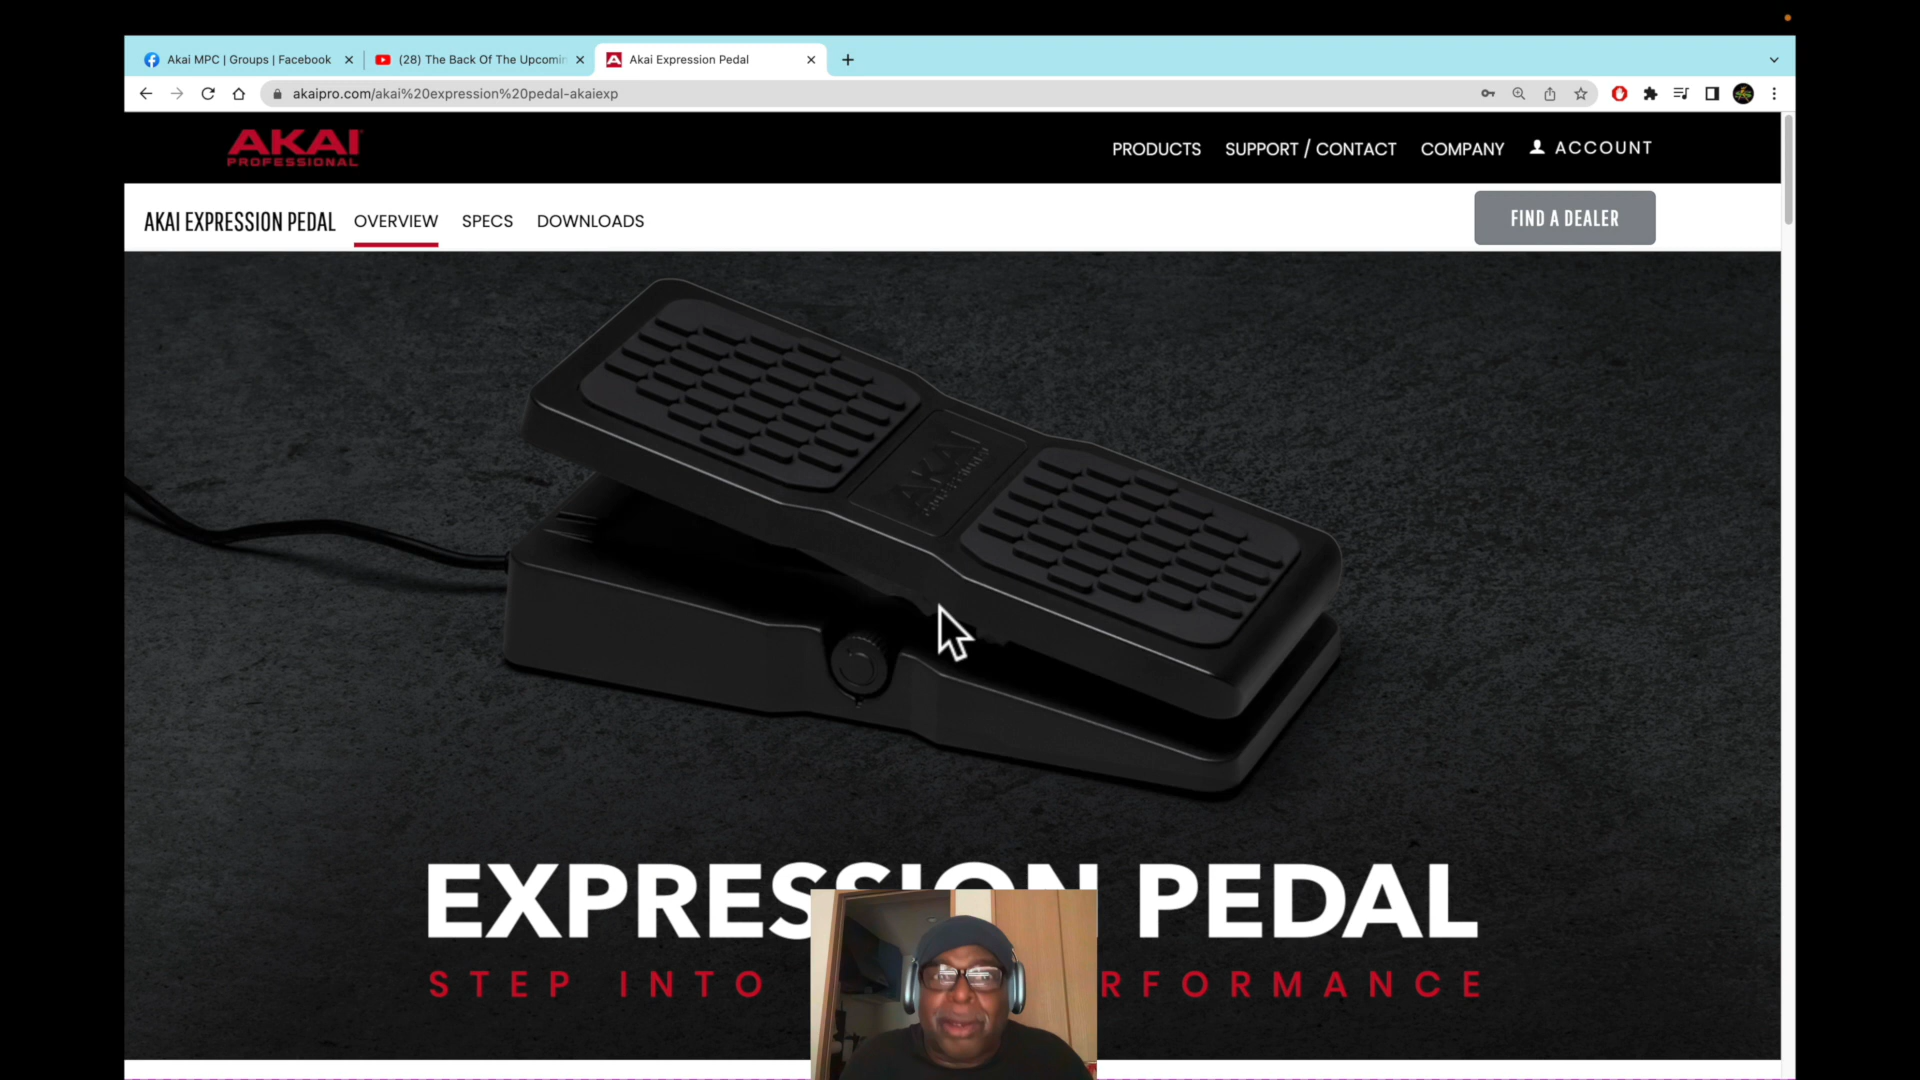 Akai MPC | Groups | Facebook
(28) The Back Of The Upcomin
Akai Expression Pedal
akaipro.com/akai%20expression%20pedal-akaiexp
AKAI
PROFESSIONAL
PRODUCTS
SUPPORT / CONTACT
COMPANY
ACCOUNT
AKAI EXPRESSION PEDAL
OVERVIEW
SPECS
DOWNLOADS
FIND A DEALER
AKAI
PROFESSIONAL
EXPRESSION PEDAL
STEP INTO RFORMANCE